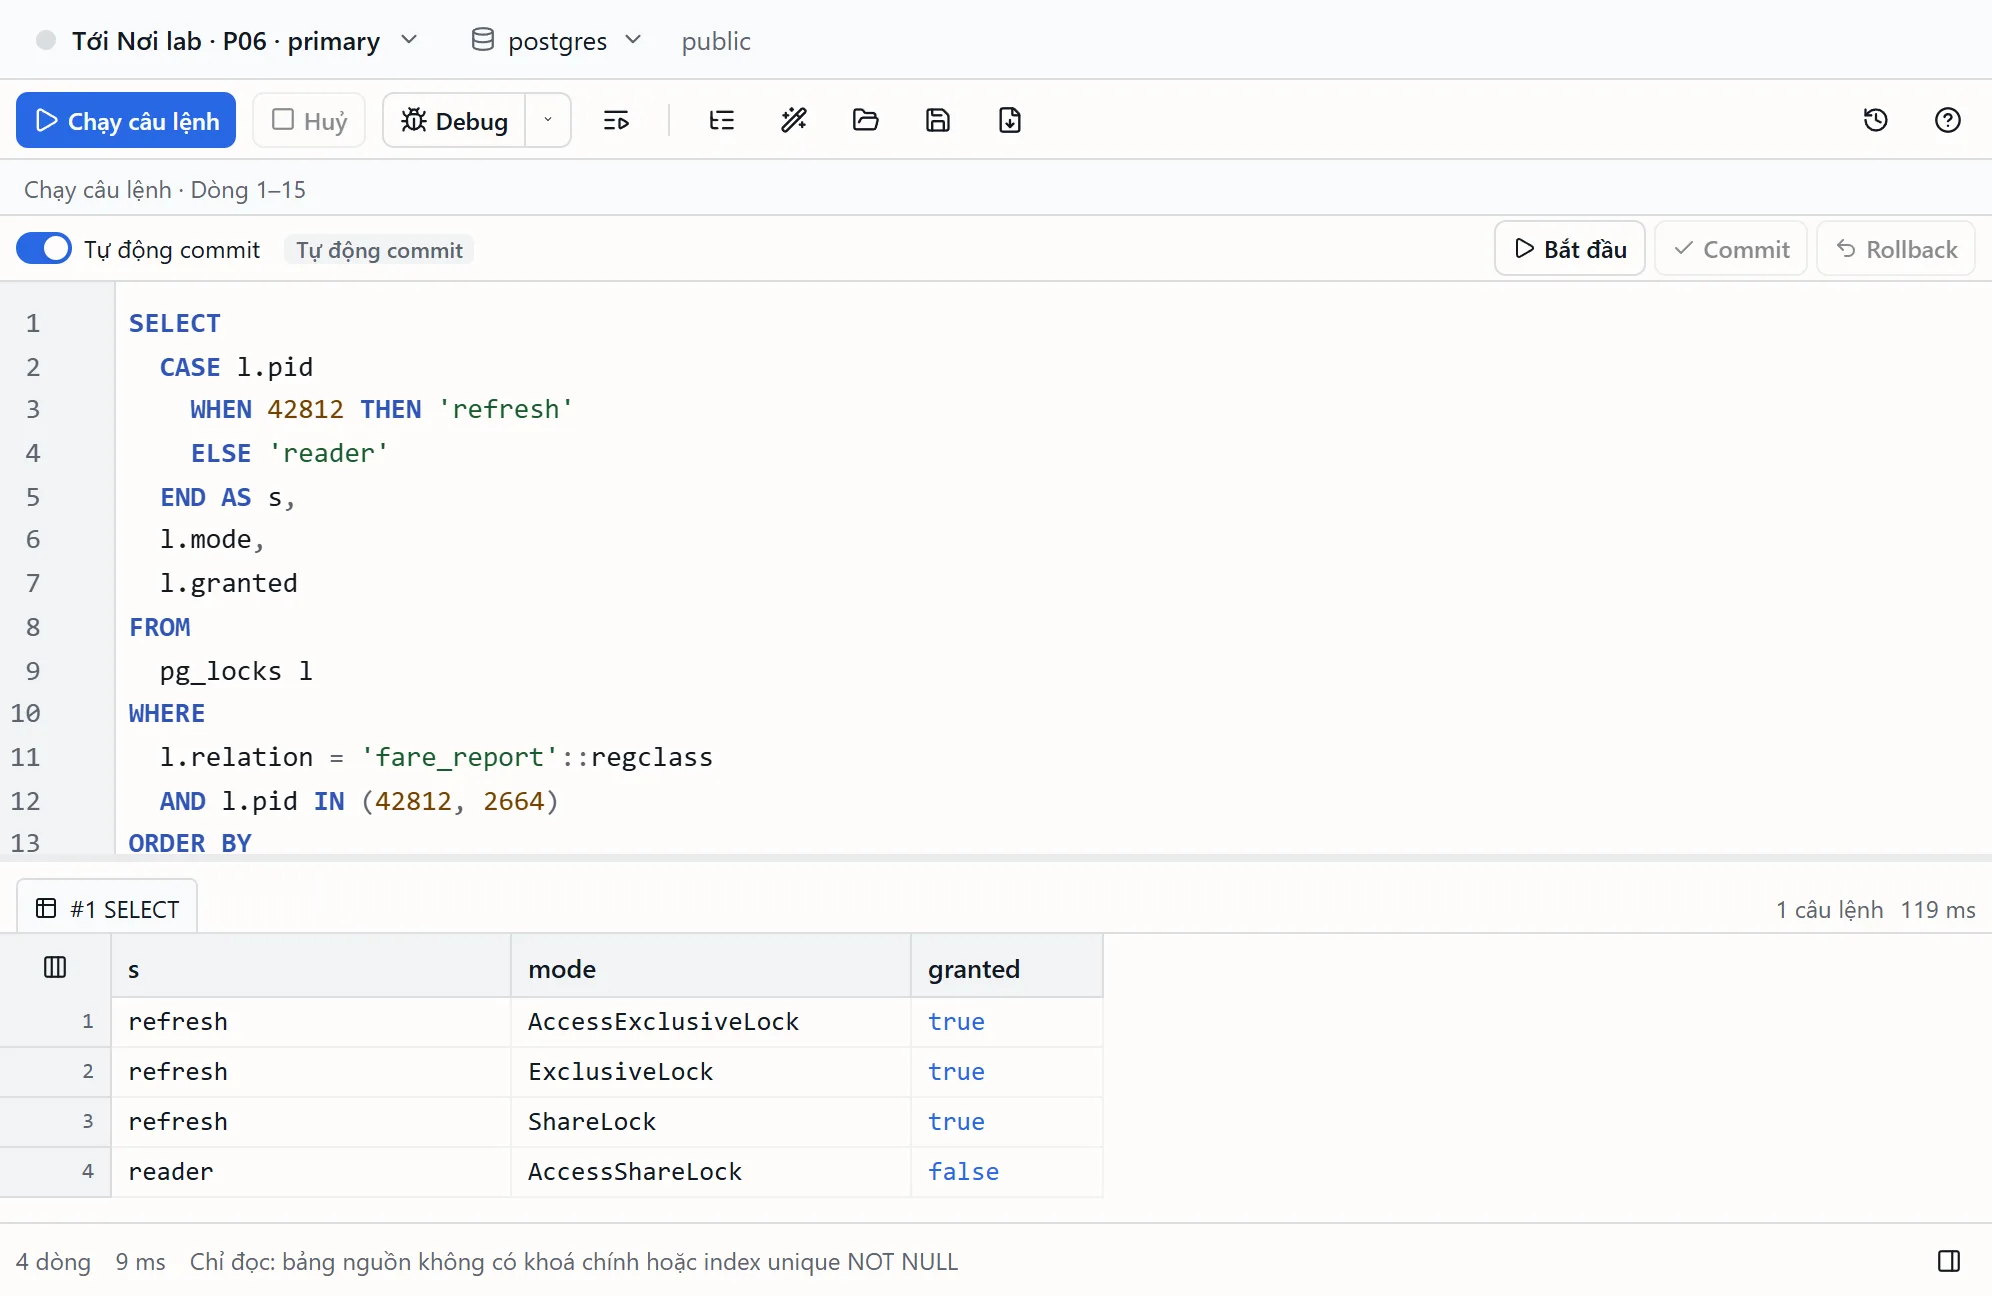 Tới Nơi lab · P06 · primary postgres public
Chạy câu lệnh Huỷ Debug
Chạy câu lệnh · Dòng 1–15
Tự động commit Tự động commit Bắt đầu Commit Rollback
1 SELECT
2 CASE l.pid
3 WHEN 42812 THEN 'refresh'
4 ELSE 'reader'
5 END AS s,
6 l.mode,
7 l.granted
8 FROM
9 pg_locks l
10 WHERE
11 l.relation = 'fare_report'::regclass
12 AND l.pid IN (42812, 2664)
13 ORDER BY
#1 SELECT 1 câu lệnh 119 ms
s mode granted
1 refresh AccessExclusiveLock true
2 refresh ExclusiveLock true
3 refresh ShareLock true
4 reader AccessShareLock false
4 dòng 9 ms Chỉ đọc: bảng nguồn không có khoá chính hoặc index unique NOT NULL